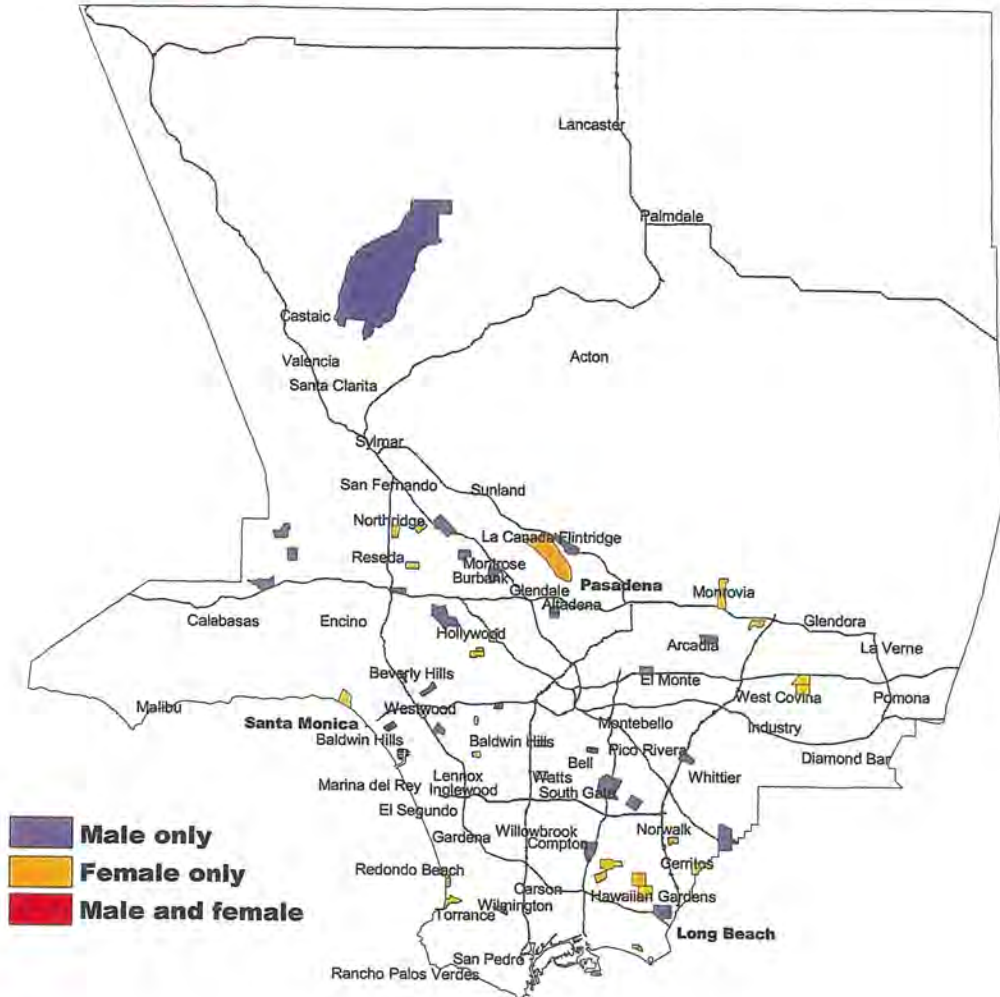 Lancaster
Palmdale
Castaic
Acton
Valencia
Santa Clarita
Sylmar
San Fernando
Sunland
Northridge
La Canada Flintridge
Reseda
Montrose
Burbank
Pasadena
Glendale
Monrovia
Altadena
Calabasas
Encino
Glendora
Hollywood
Arcadia
La Verne
Beverly Hills
El Monte
West Covina
Pomona
Malibu
Westwood
Santa Monica
Montebello
Industry
Baldwin Hills
Baldwin Hills
Pico Rivera
Bell
Diamond Bar
Marina del Rey
Lennox
Watts
Whittier
Inglewood
South Gate
El Segundo
Male only
Gardena
Willowbrook
Norwalk
Compton
Female only
Redondo Beach
Cerritos
Carson
Hawaiian Gardens
Male and female
Torrance
Wilmington
Long Beach
San Pedro
Rancho Palos Verdes